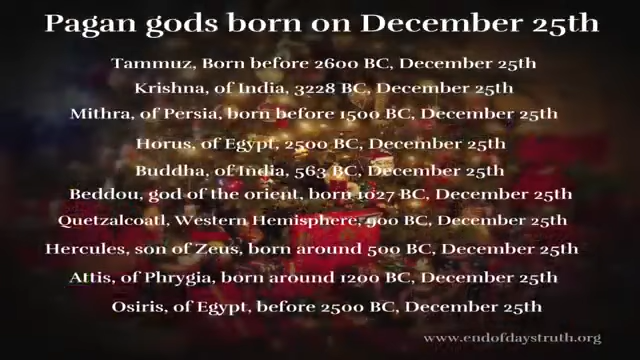 Pagan gods born on December 25th
Tammuz, Born before 2600 BC, December 25th
Krishna, of India, 3228 BC, December 25th
Mithra, of Persia, born before 1500 BC, December 25th
Horus, of Egypt, 2500 BC, December 25th
Buddha, of India, 563 BC, December 25th
Beddou, god of the orient, born 1027 BC, December 25th
Quetzalcoatl, Western Hemisphere, 900 BC, December 25th
Hercules, son of Zeus, born around 500 BC, December 25th
Attis, of Phrygia, born around 1200 BC, December 25th
Osiris, of Egypt, before 2500 BC, December 25th
www.endofdaystruth.org